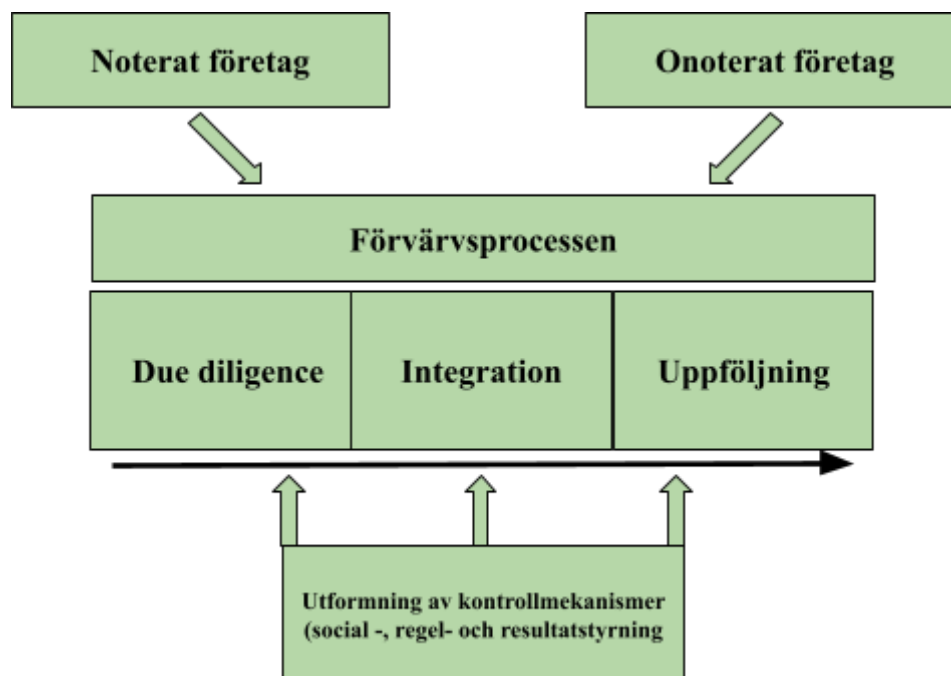 Noterat företag
Onoterat företag
Förvärvsprocessen
Due diligence
Integration
Uppföljning
Utformning av kontrollmekanismer
(social -, regel- och resultatstyrning